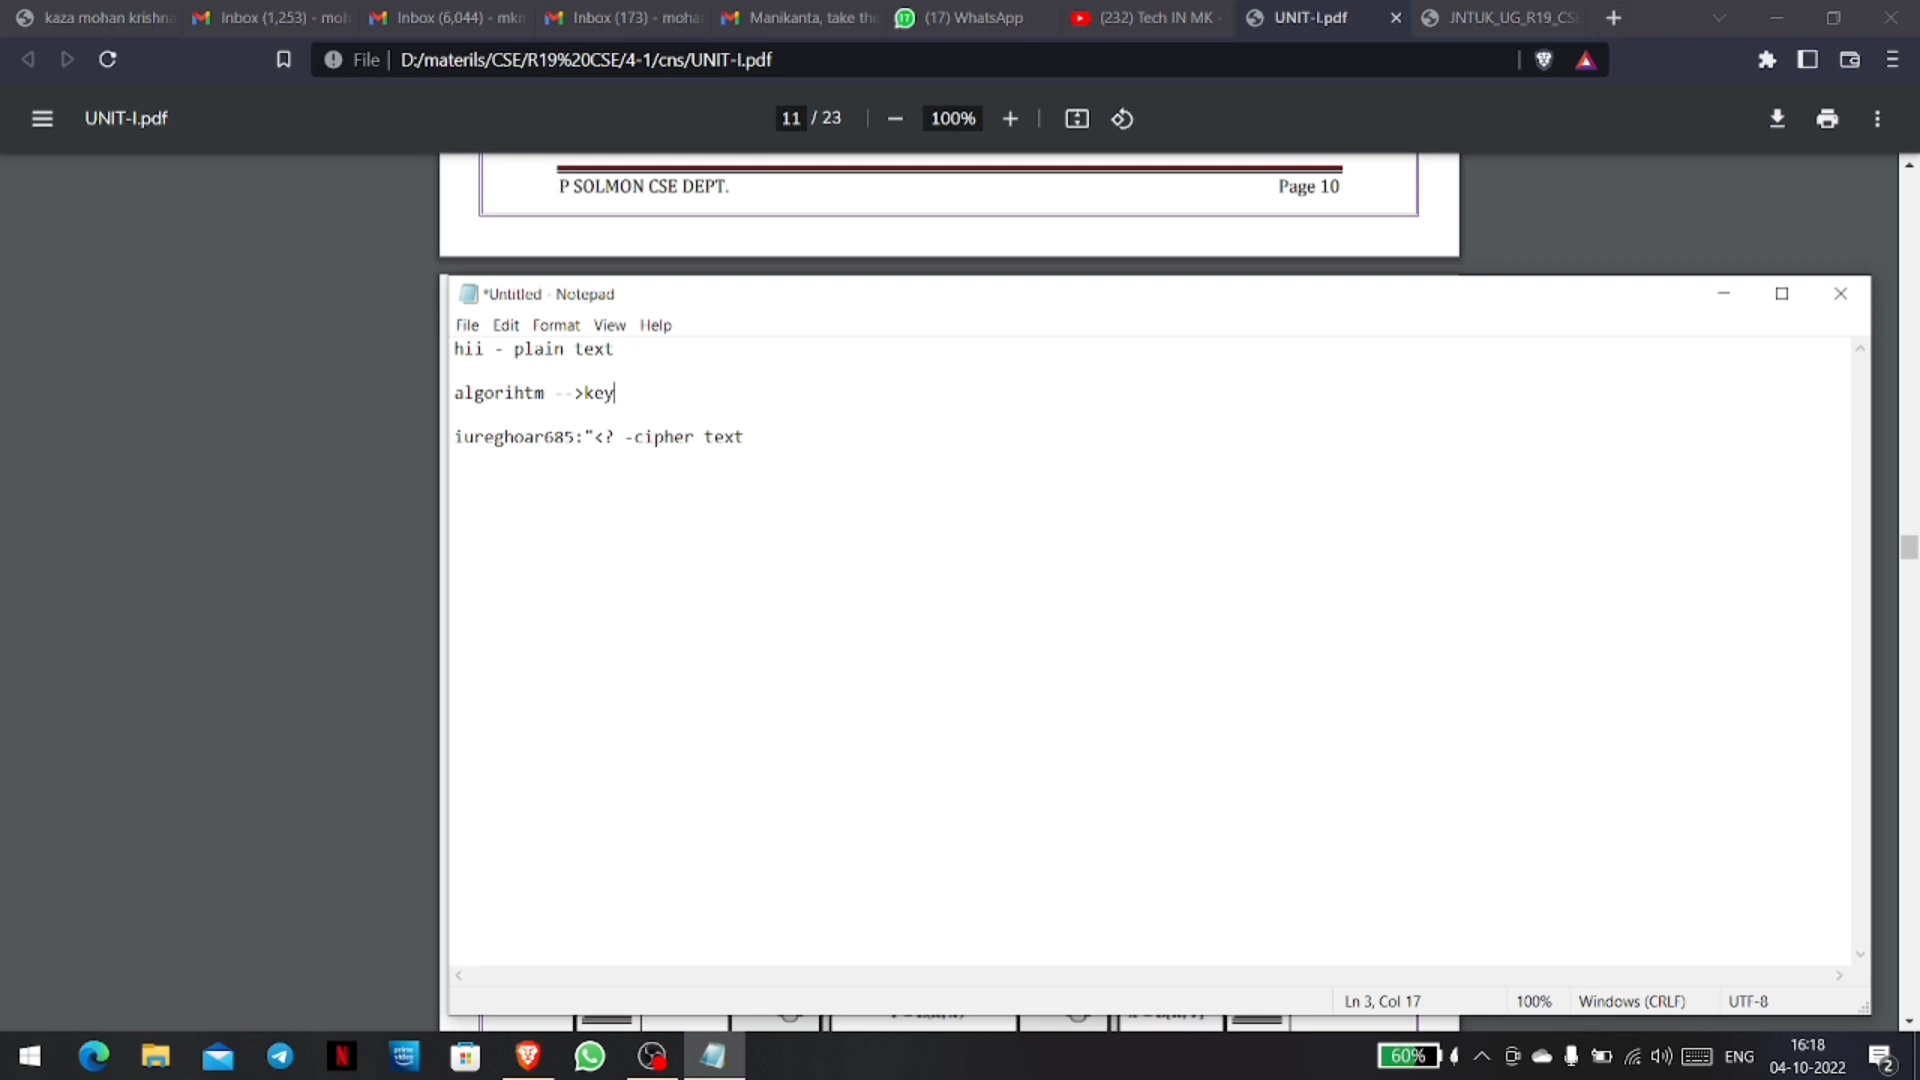 kaza mohan krishna
Inbox (1,253) - moh
Inbox (6,044) - mkm
Inbox (173) - moha
Manikanta, take the
(17) WhatsApp
(232) Tech IN MK -
UNIT-I.pdf
JNTUK_UG_R19_CS
File
D:/materils/CSE/R19%20CSE/4-1/cns/UNIT-I.pdf
UNIT-I.pdf
11 / 23
100%
P SOLMON CSE DEPT.
Page 10
*Untitled - Notepad
File Edit Format View Help
hii - plain text
algorihtm -->key
iureghoar685:"<? -cipher text
Ln 3, Col 17
100%
Windows (CRLF)
UTF-8
60%
ENG
16:18
04-10-2022
2